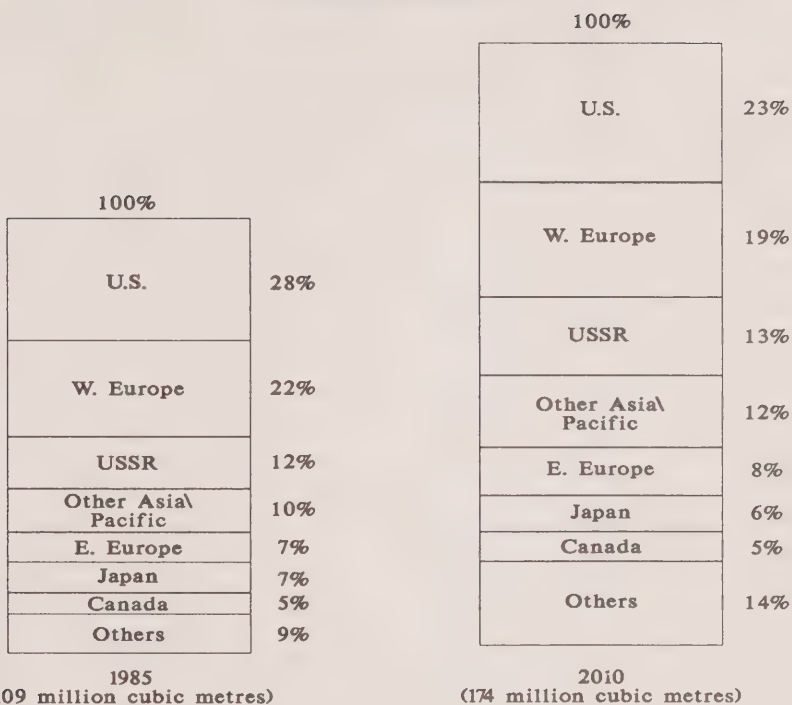 100%
U.S. 28%
W. Europe 22%
USSR 12%
Other Asia\
Pacific 10%
E. Europe 7%
Japan 7%
Canada 5%
Others 9%
1985
09 million cubic metres)
100%
U.S. 23%
W. Europe 19%
USSR 13%
Other Asia\
Pacific 12%
E. Europe 8%
Japan 6%
Canada 5%
Others 14%
2010
(174 million cubic metres)